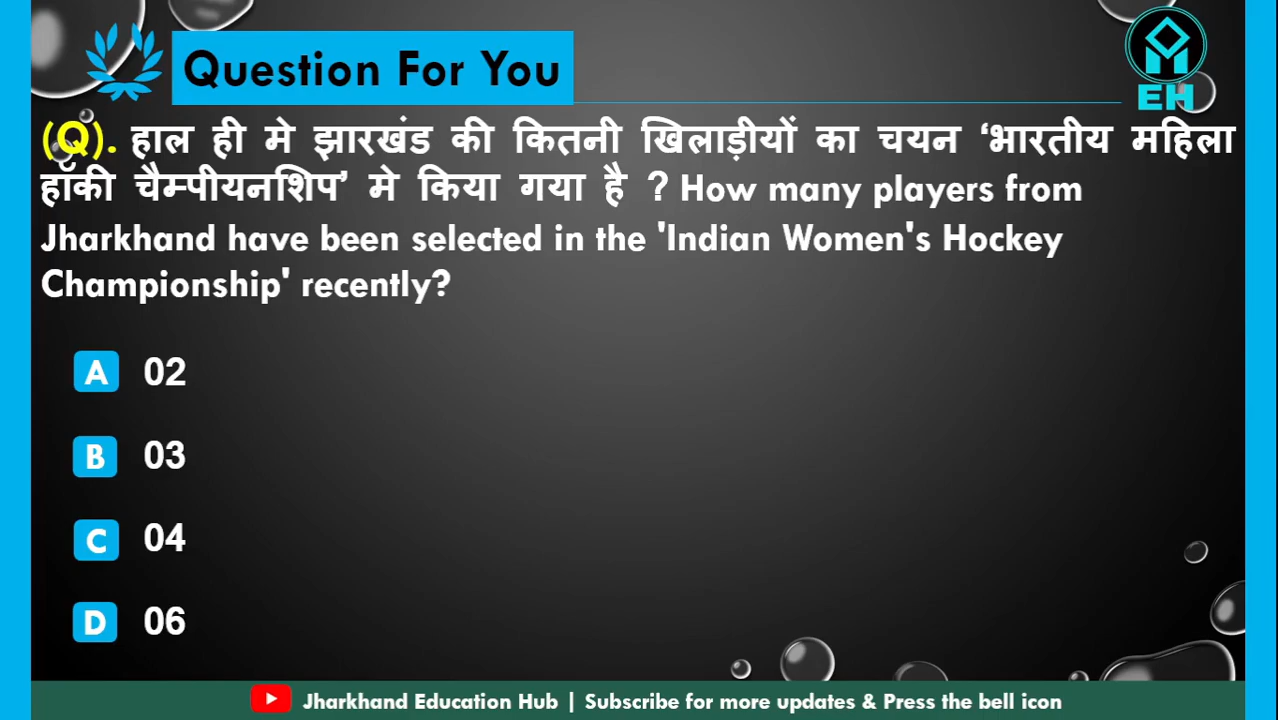 Question For You
EH
(Q). हाल ही मे झारखंड की कितनी खिलाड़ीयों का चयन ‘भारतीय महिला
हॉकी चैम्पीयनशिप’ मे किया गया है ? How many players from
Jharkhand have been selected in the 'Indian Women's Hockey
Championship' recently?
A 02
B 03
C 04
D 06
Jharkhand Education Hub | Subscribe for more updates & Press the bell icon